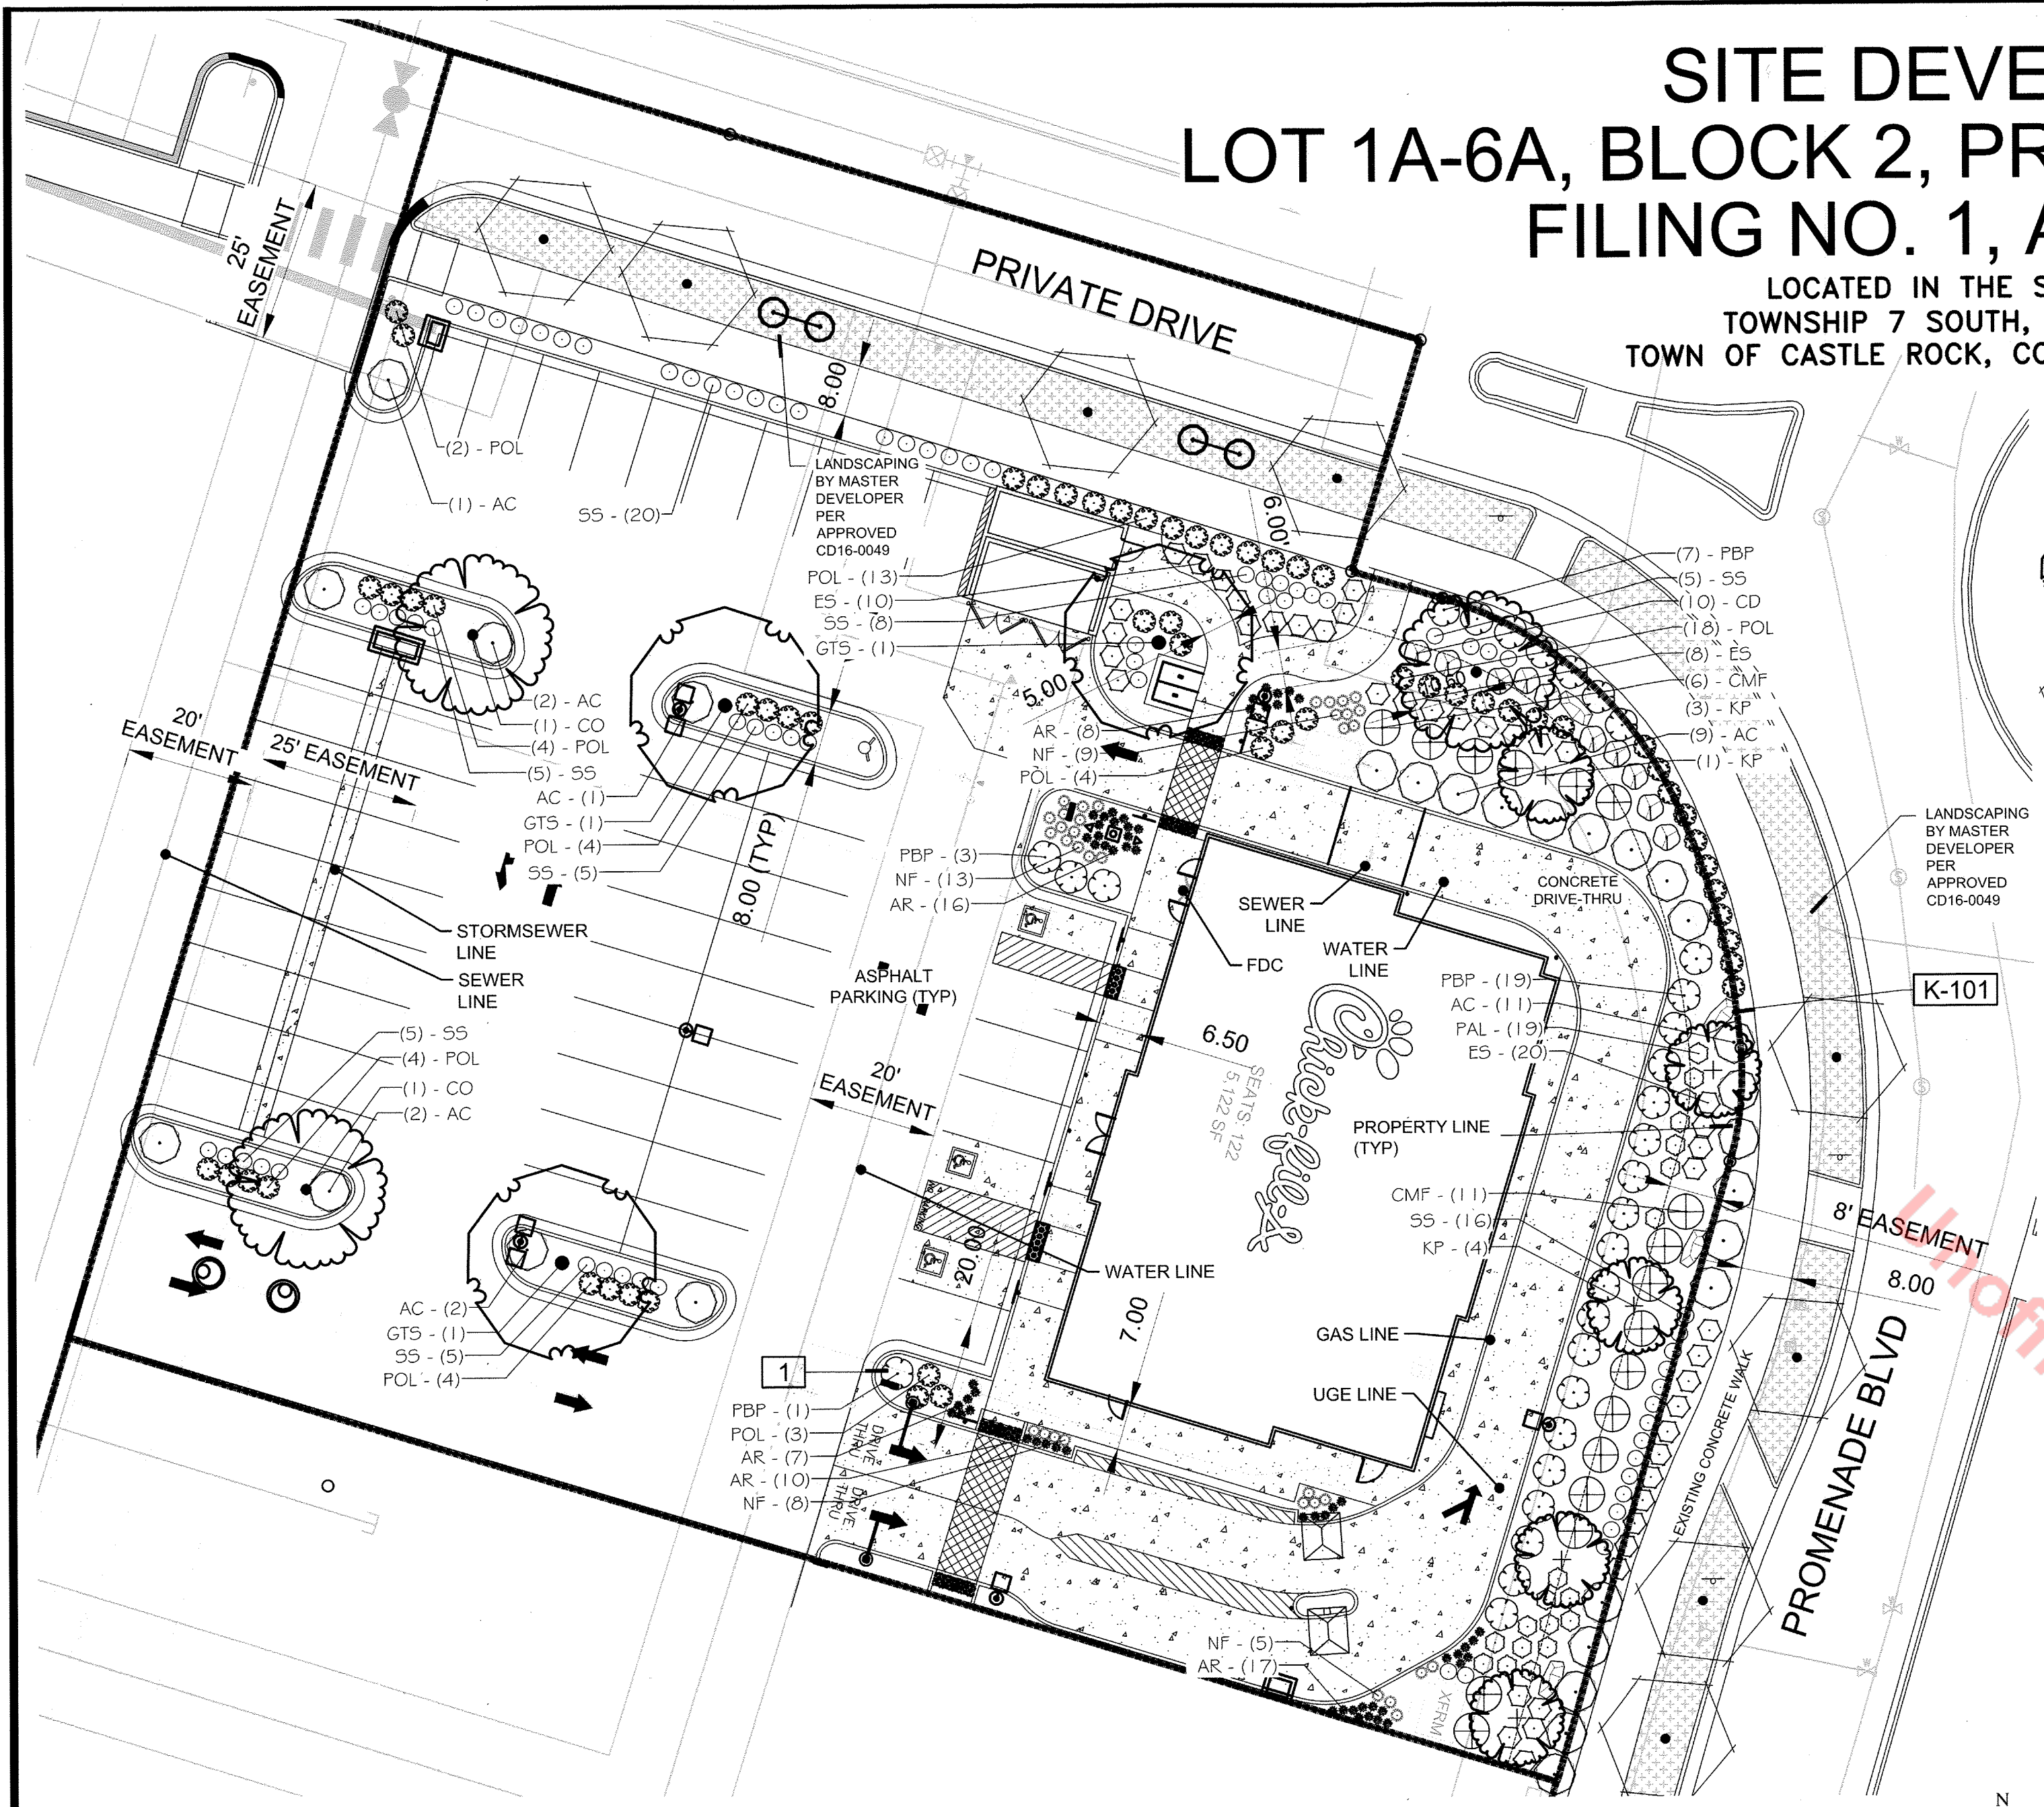 SITE DEVE
LOT 1A-6A, BLOCK 2, PR
FILING NO. 1, A
LOCATED IN THE S
TOWNSHIP 7 SOUTH,
TOWN OF CASTLE ROCK, CO
25'
EASEMENT
PRIVATE DRIVE
8.00'
6.00'
(2) - POL
(1) - AC
SS - (20)
LANDSCAPING
BY MASTER
DEVELOPER
PER
APPROVED
CD16-0049
POL - (13)
ES - (10)
SS - (8)
GTS - (1)
(7) - PBP
(5) - SS
(10) - CD
(18) - POL
(8) - ES
(6) - CMF
(3) - KP
(9) - AC
(1) - KP
5.00
AR - (8)
NF - (9)
POL - (4)
20'
EASEMENT
25' EASEMENT
(2) - AC
(1) - CO
(4) - POL
(5) - SS
AC - (1)
GTS - (1)
POL - (4)
SS - (5)
8.00 (TYP)
PBP - (3)
NF - (13)
AR - (16)
LANDSCAPING
BY MASTER
DEVELOPER
PER
APPROVED
CD16-0049
CONCRETE
DRIVE-THRU
STORMSEWER
LINE
SEWER
LINE
SEWER
LINE
WATER
LINE
FDC
ASPHALT
PARKING (TYP)
K-101
PBP - (19)
AC - (11)
PAL - (19)
ES - (20)
6.50
Chick-fil-A
SEATS: 122
5,122 SF
(5) - SS
(4) - POL
(1) - CO
(2) - AC
20'
EASEMENT
PROPERTY LINE
(TYP)
CMF - (11)
SS - (16)
KP - (4)
8' EASEMENT
8.00
NO PARKING
20.00
WATER LINE
7.00
GAS LINE
UGE LINE
AC - (2)
GTS - (1)
SS - (5)
POL - (4)
1
PBP - (1)
POL - (3)
AR - (7)
AR - (10)
NF - (8)
DRIVE
THRU
DRIVE
THRU
EXISTING CONCRETE WALK
PROMENADE BLVD
NF - (5)
AR - (17)
XFRM
Unoffi
N